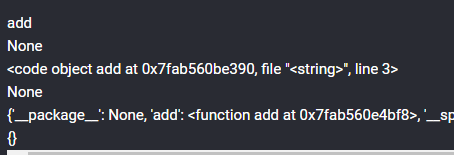 add
None
<code object add at 0x7fab560be390, file "<string>", line 3>
None
{'__package__': None, 'add': <function add at 0x7fab560e4bf8>, '__sp
{}